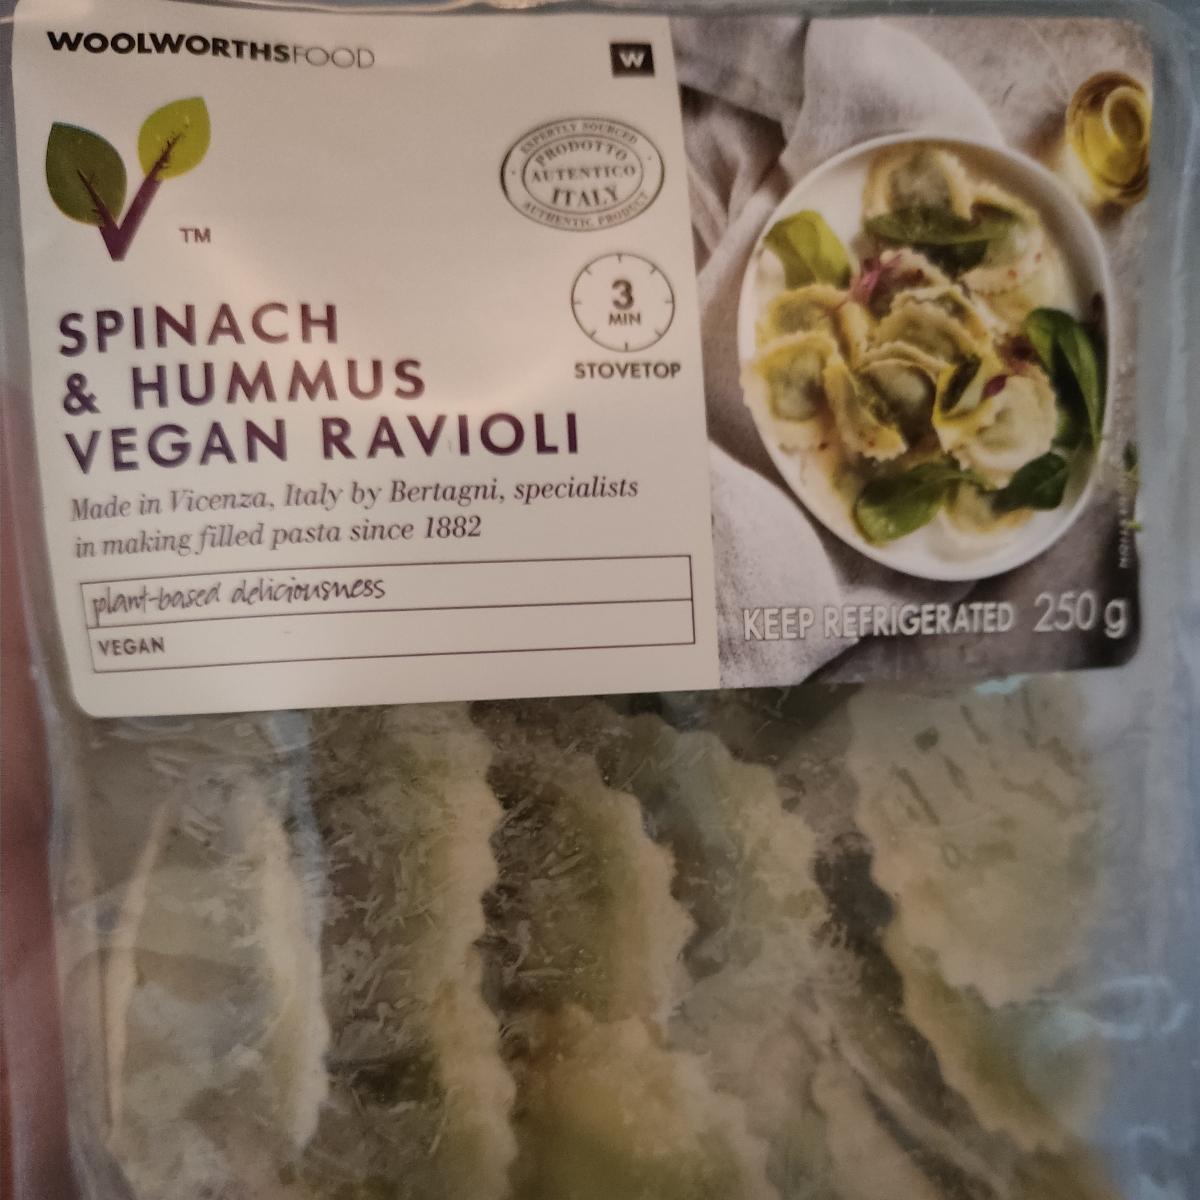 WOOLWORTHSFOOD
W
TM
EXPERTLY SOURCED
PRODOTTO
AUTENTICO
ITALY
AUTHENTIC PRODUCT
3
MIN
STOVETOP
SPINACH
& HUMMUS
VEGAN RAVIOLI
Made in Vicenza, Italy by Bertagni, specialists
in making filled pasta since 1882
plant-based deliciousness
VEGAN
KEEP REFRIGERATED 250 g